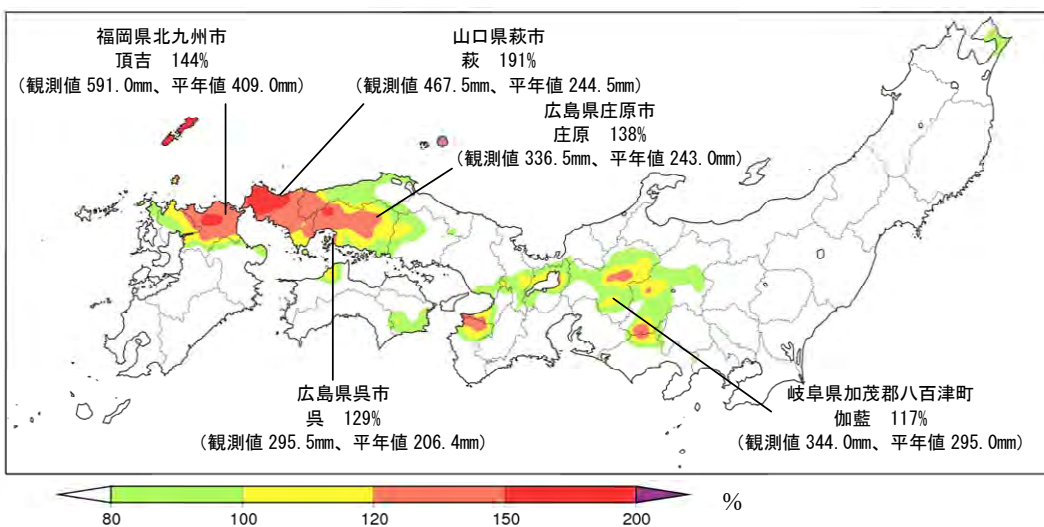 福岡県北九州市
頂吉 144%
(観測値 591.0mm、平年値 409.0mm)
山口県萩市
萩 191%
(観測値 467.5mm、平年値 244.5mm)
広島県庄原市
庄原 138%
(観測値 336.5mm、平年値 243.0mm)
広島県呉市
呉 129%
(観測値 295.5mm、平年値 206.4mm)
岐阜県加茂郡八百津町
伽藍 117%
(観測値 344.0mm、平年値 295.0mm)
80 100 120 150 200 %